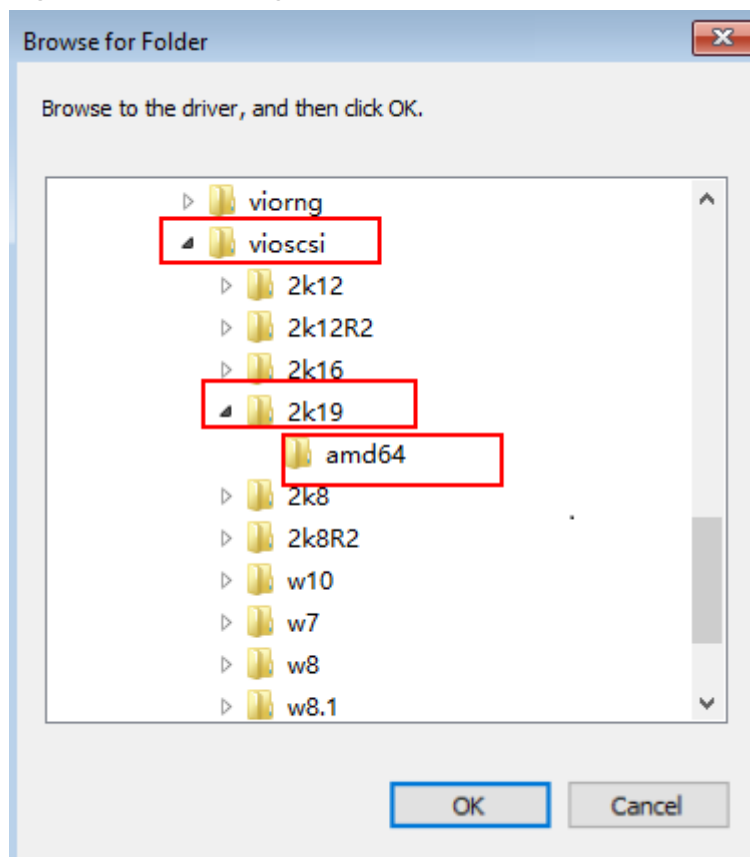 Browse for Folder
Browse to the driver, and then click OK.
viorng
vioscsi
2k12
2k12R2
2k16
2k19
amd64
2k8
2k8R2
w10
w7
w8
w8.1
OK Cancel